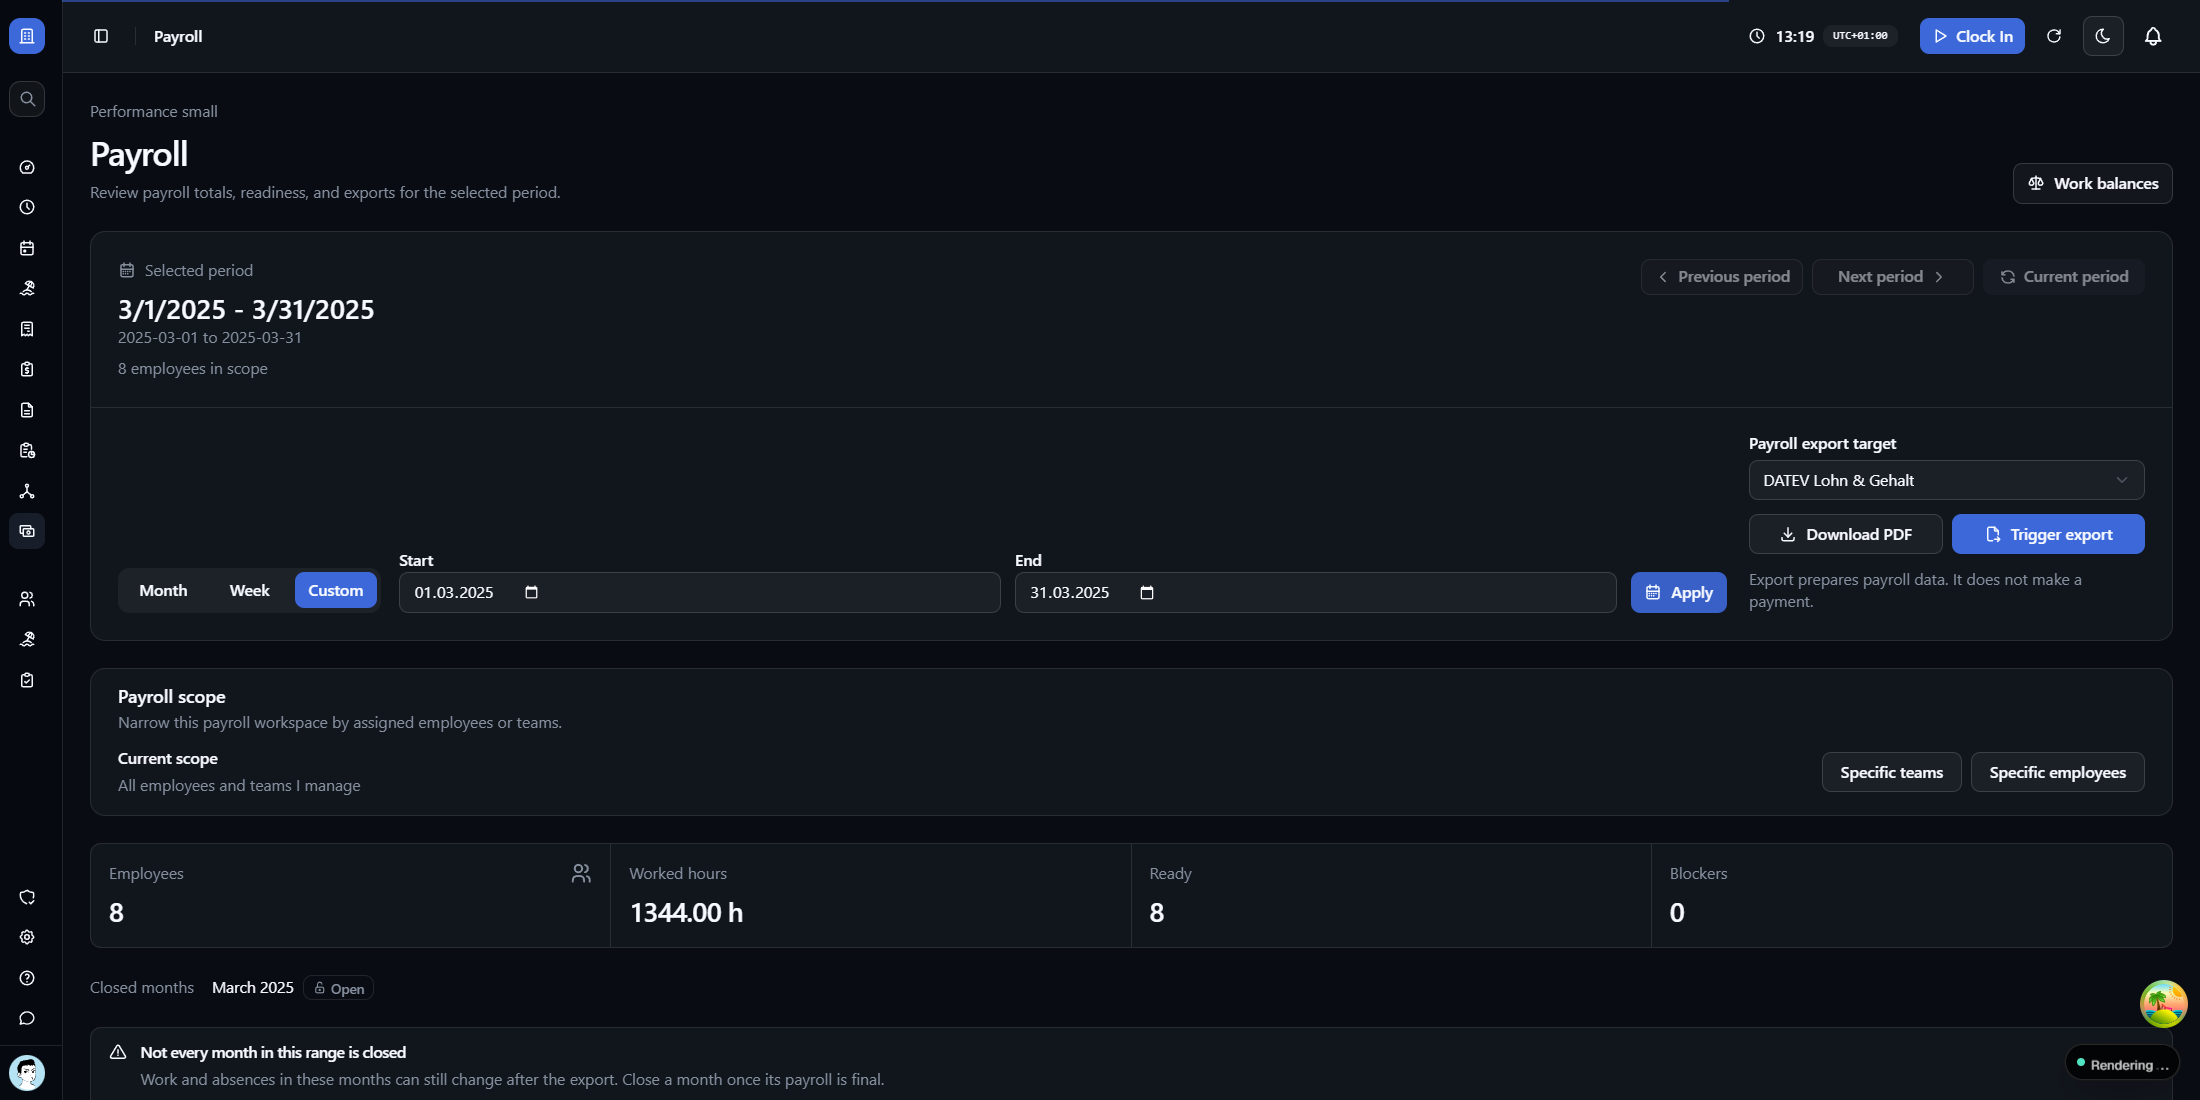 Payroll
13:19
UTC+01:00
Clock In
Performance small
Payroll
Review payroll totals, readiness, and exports for the selected period.
Work balances
Selected period
3/1/2025 - 3/31/2025
2025-03-01 to 2025-03-31
8 employees in scope
Previous period
Next period
Current period
Payroll export target
DATEV Lohn & Gehalt
Download PDF
Trigger export
Export prepares payroll data. It does not make a
payment.
Month
Week
Custom
Start
01.03.2025
End
31.03.2025
Apply
Payroll scope
Narrow this payroll workspace by assigned employees or teams.
Current scope
All employees and teams I manage
Specific teams
Specific employees
Employees
8
Worked hours
1344.00 h
Ready
8
Blockers
0
Closed months
March 2025
Open
Not every month in this range is closed
Work and absences in these months can still change after the export. Close a month once its payroll is final.
Rendering ...